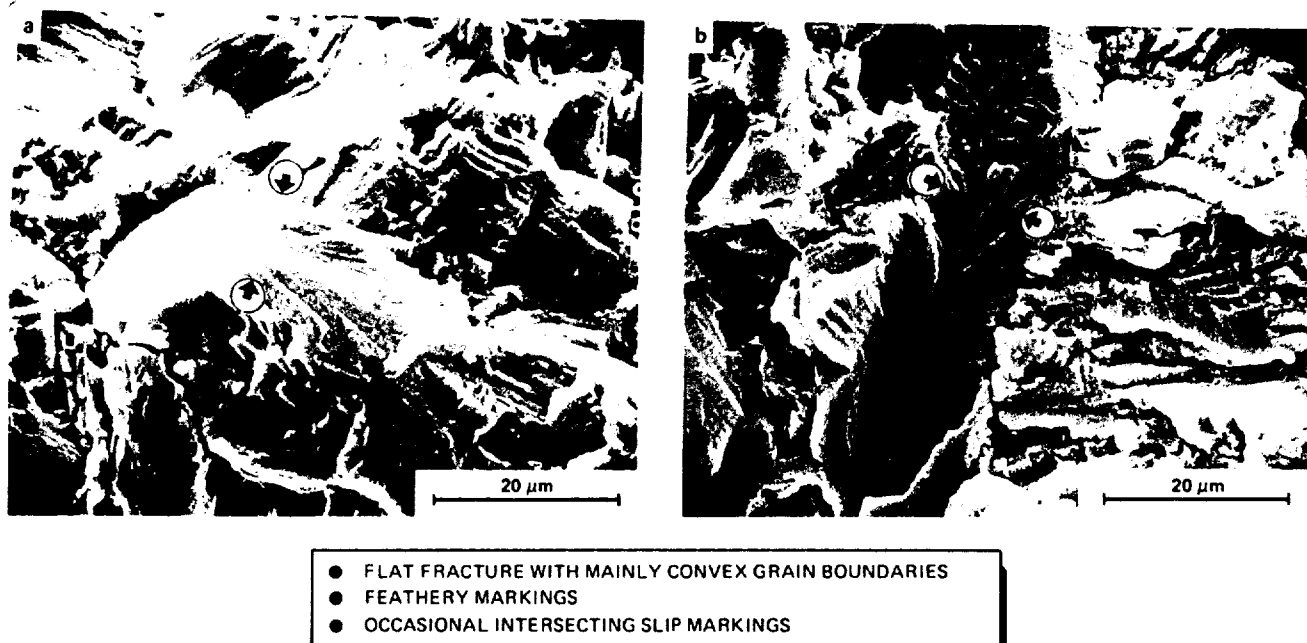 a
b
20 μm
20 μm
● FLAT FRACTURE WITH MAINLY CONVEX GRAIN BOUNDARIES
● FEATHERY MARKINGS
● OCCASIONAL INTERSECTING SLIP MARKINGS